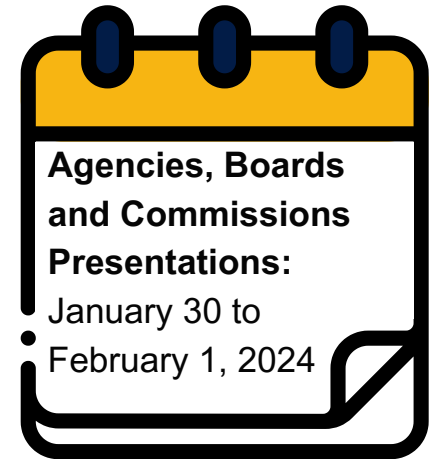 Agencies, Boards
and Commissions
Presentations:
January 30 to
February 1, 2024